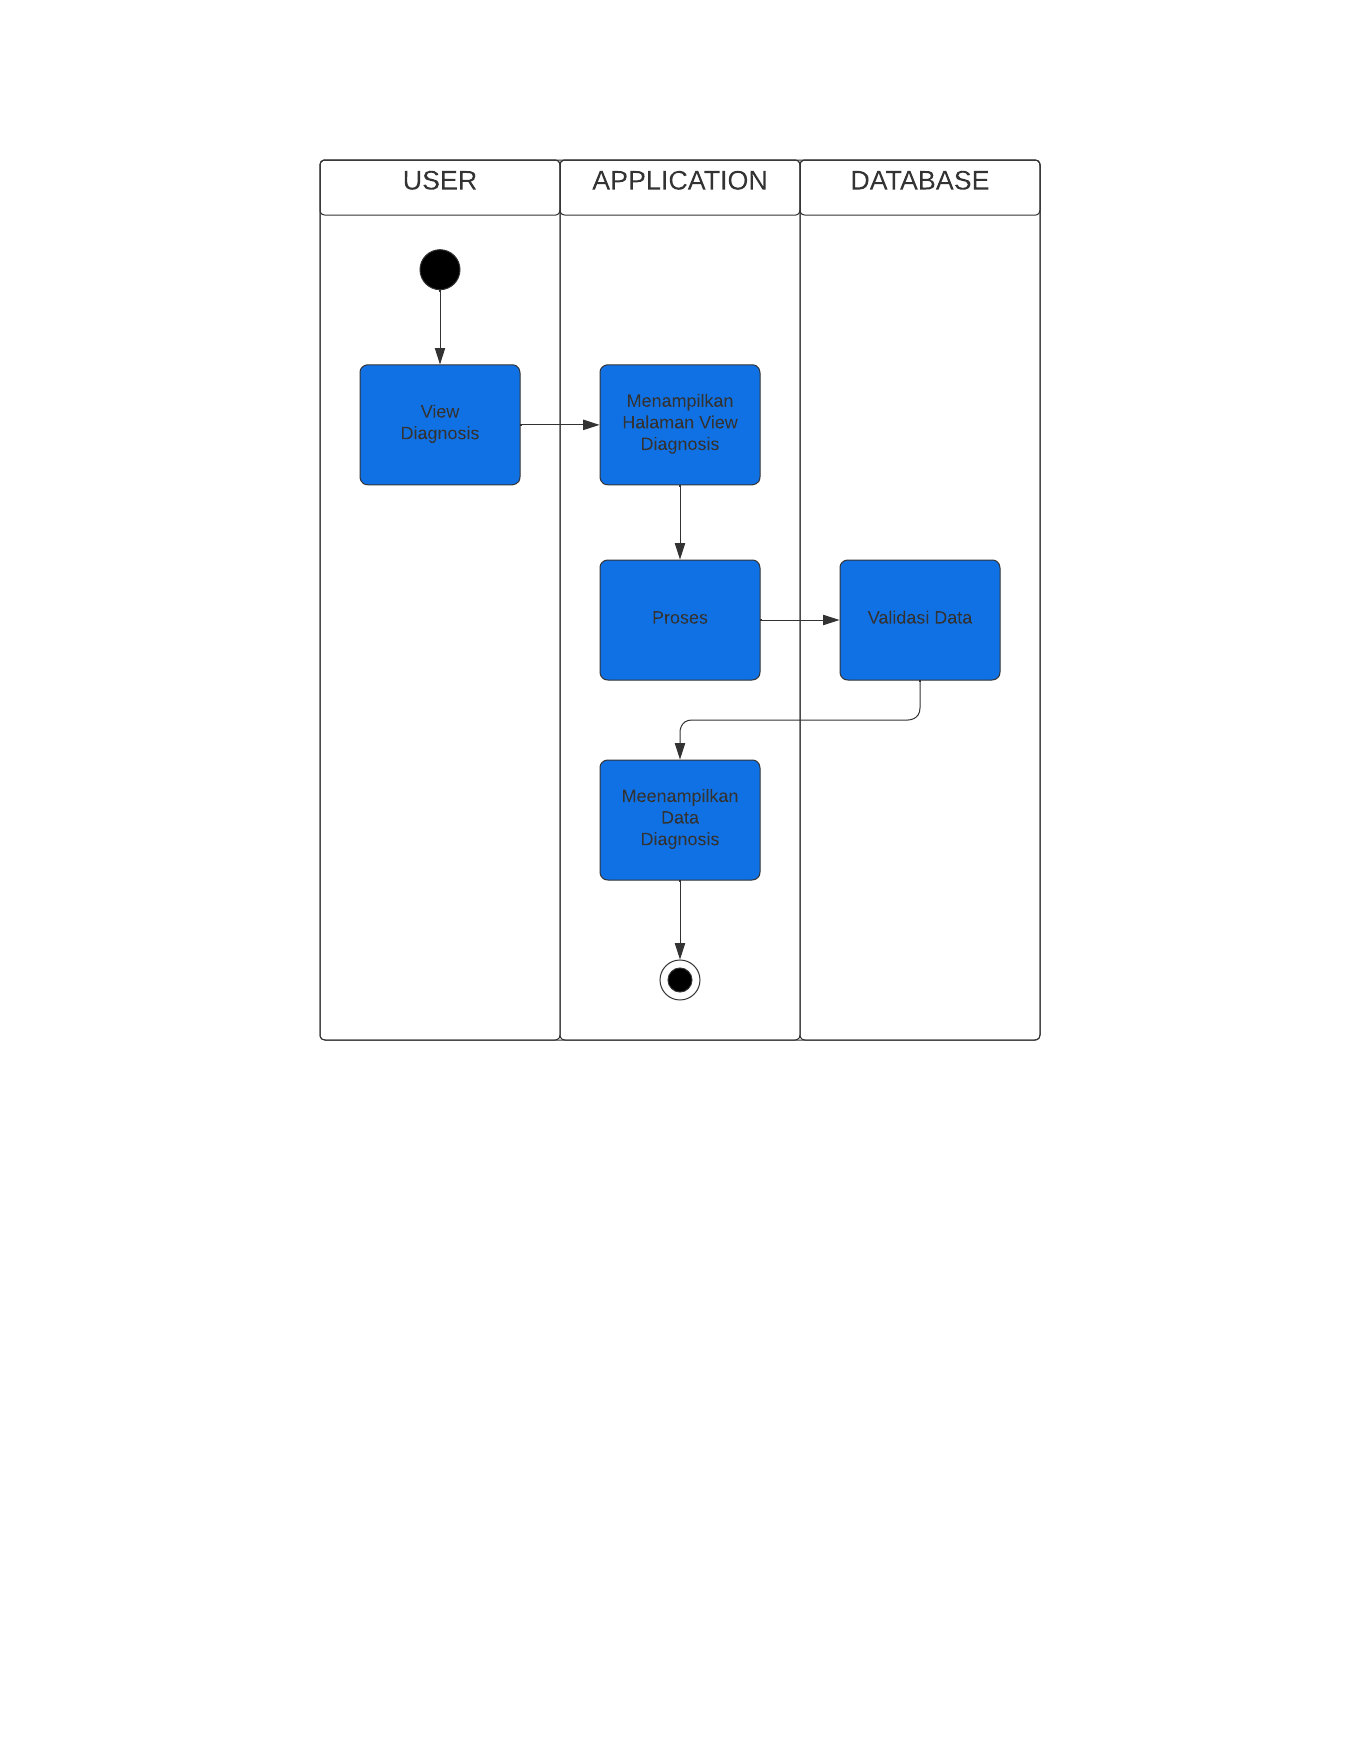 USER
APPLICATION
DATABASE
View
Diagnosis
Menampilkan
Halaman View
Diagnosis
Proses
Validasi Data
Meenampilkan
Data
Diagnosis